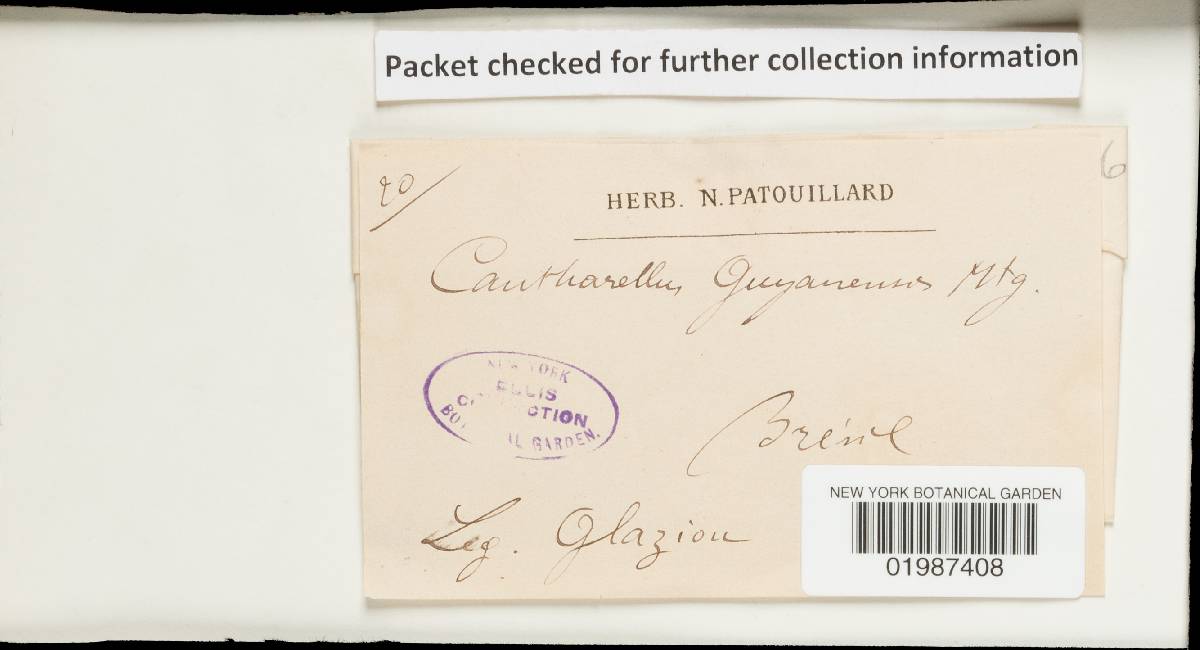 Packet checked for further collection information
20/
6
HERB. N. PATOUILLARD
Cantharellus Guyanensis Mtg.
NEW YORK
ELLIS
COLLECTION
BOTANICAL GARDEN.
Brésil
Leg. Glaziou
NEW YORK BOTANICAL GARDEN
01987408